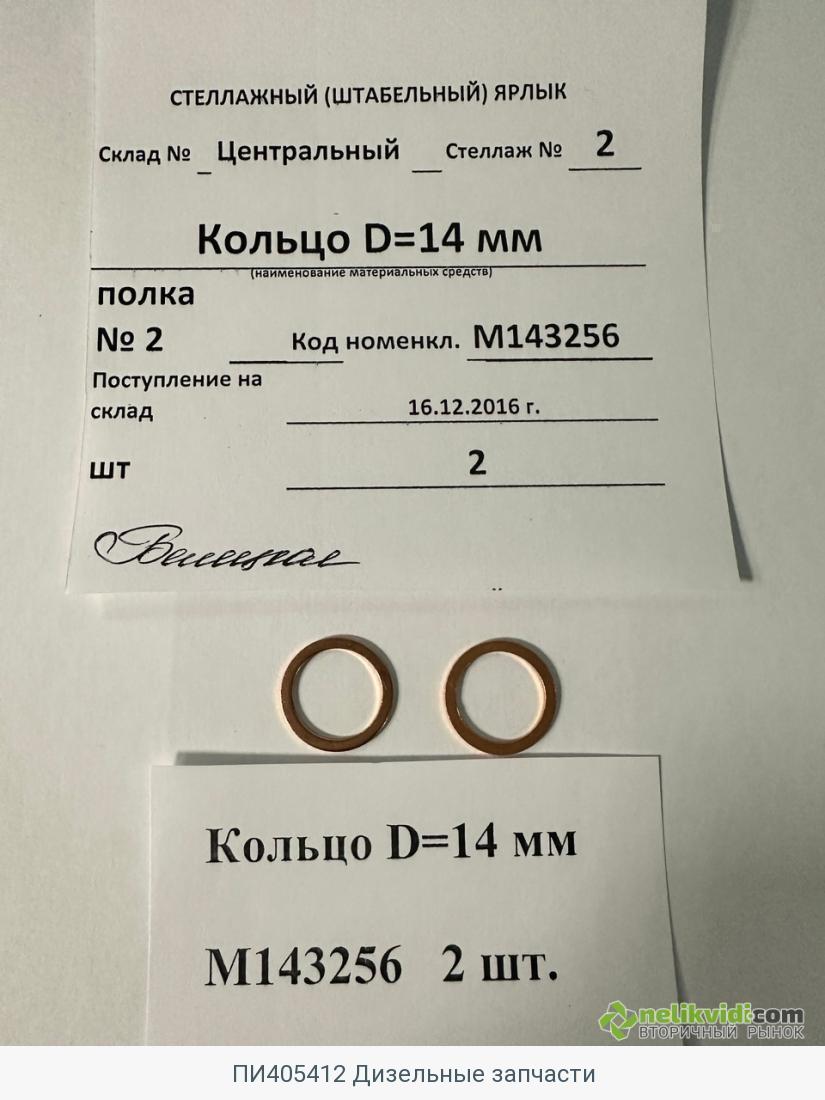 СТЕЛЛАЖНЫЙ (ШТАБЕЛЬНЫЙ) ЯРЛЫК
Склад № _ Центральный __ Стеллаж № 2
Кольцо D=14 мм
(наименование материальных средств)
полка
№ 2 Код номенкл. М143256
Поступление на
склад 16.12.2016 г.
шт 2
Кольцо D=14 мм
М143256 2 шт.
nelikvidi.com
ВТОРИЧНЫЙ РЫНОК
ПИ405412 Дизельные запчасти